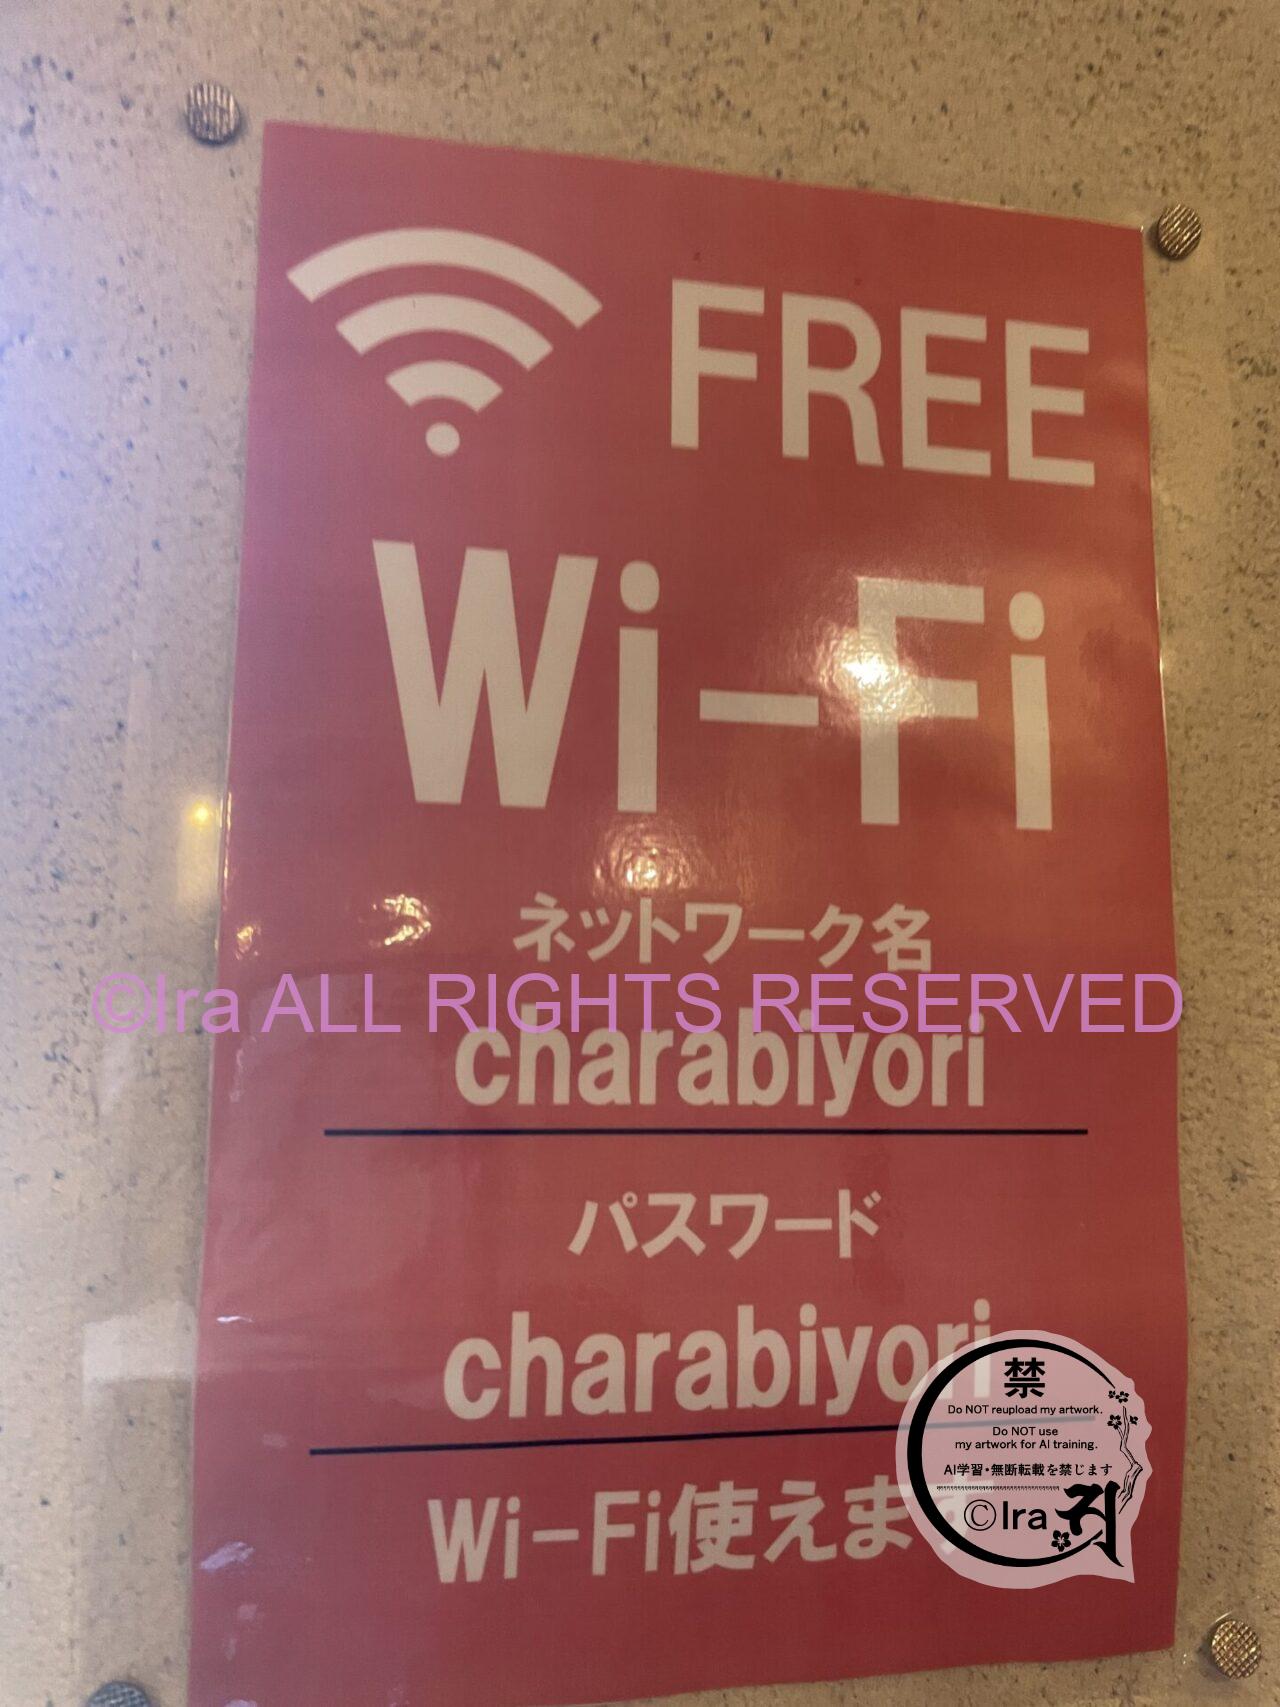 FREE
Wi-Fi
ネットワーク名
©Ira ALL RIGHTS RESERVED
charabiyori
パスワード
charabiyori
禁
Do NOT reupload my artwork.
Do NOT use
my artwork for AI training.
AI学習・無断転載を禁じます
©Ira
Wi-Fi使えます